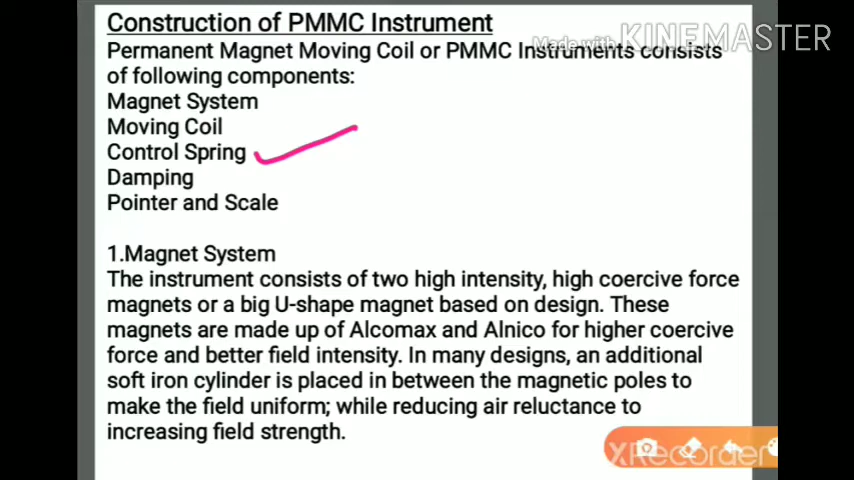 Construction of PMMC Instrument
Made with KINEMASTER
Permanent Magnet Moving Coil or PMMC Instruments consists
of following components:
Magnet System
Moving Coil
Control Spring
Damping
Pointer and Scale
1.Magnet System
The instrument consists of two high intensity, high coercive force
magnets or a big U-shape magnet based on design. These
magnets are made up of Alcomax and Alnico for higher coercive
force and better field intensity. In many designs, an additional
soft iron cylinder is placed in between the magnetic poles to
make the field uniform; while reducing air reluctance to
increasing field strength.
XRecorder